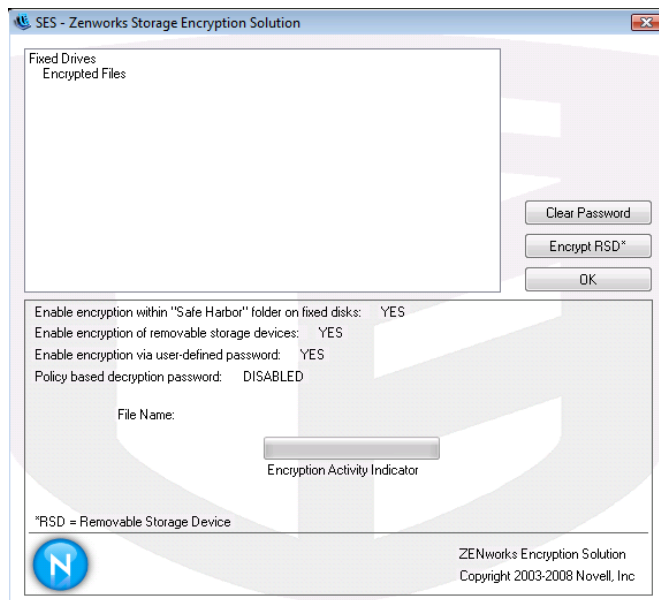 SES - Zenworks Storage Encryption Solution
Fixed Drives
Encrypted Files
Clear Password
Encrypt RSD*
OK
Enable encryption within "Safe Harbor" folder on fixed disks: YES
Enable encryption of removable storage devices: YES
Enable encryption via user-defined password: YES
Policy based decryption password: DISABLED
File Name:
Encryption Activity Indicator
*RSD = Removable Storage Device
N
ZENworks Encryption Solution
Copyright 2003-2008 Novell, Inc